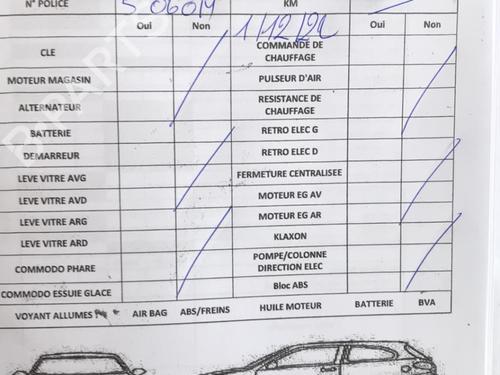 N° POLICE KM
Oui Non Oui Non
CLE COMMANDE DE CHAUFFAGE
MOTEUR MAGASIN PULSEUR D'AIR
ALTERNATEUR RESISTANCE DE CHAUFFAGE
BATTERIE RETRO ELEC G
DEMARREUR RETRO ELEC D
LEVE VITRE AVG FERMETURE CENTRALISEE
LEVE VITRE AVD MOTEUR EG AV
LEVE VITRE ARG MOTEUR EG AR
LEVE VITRE ARD KLAXON
COMMODO PHARE POMPE/COLONNE DIRECTION ELEC
COMMODO ESSUIE GLACE Bloc ABS
VOYANT ALLUMES AIR BAG ABS/FREINS HUILE MOTEUR BATTERIE BVA